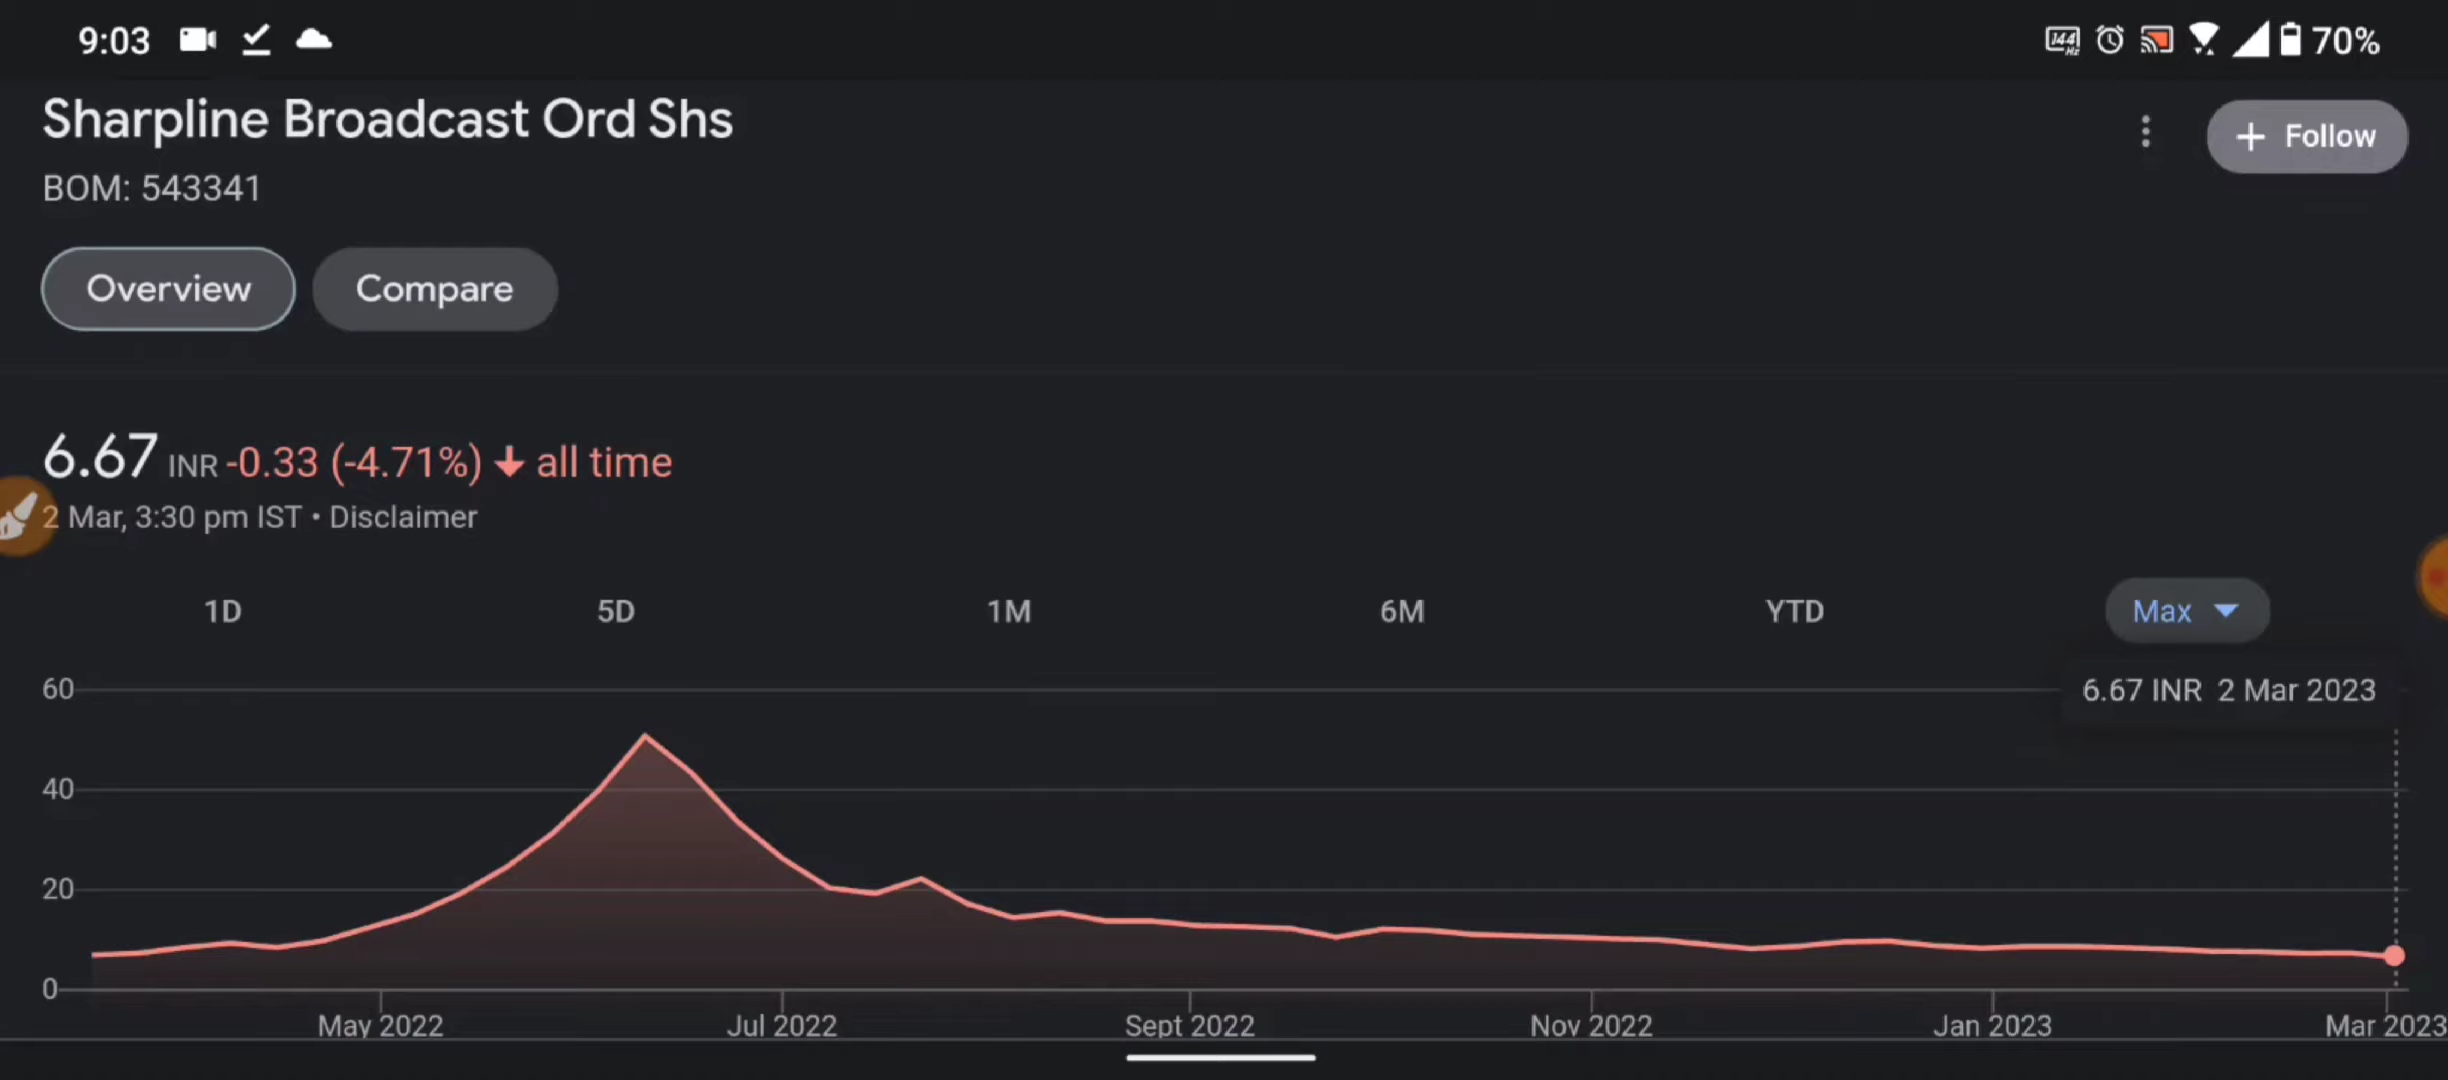 9:03 144 Hz 70%
Sharpline Broadcast Ord Shs
+ Follow
BOM: 543341
Overview Compare
6.67 INR -0.33 (-4.71%) ↓ all time
2 Mar, 3:30 pm IST • Disclaimer
1D 5D 1M 6M YTD Max
6.67 INR 2 Mar 2023
60
40
20
0
May 2022 Jul 2022 Sept 2022 Nov 2022 Jan 2023 Mar 2023